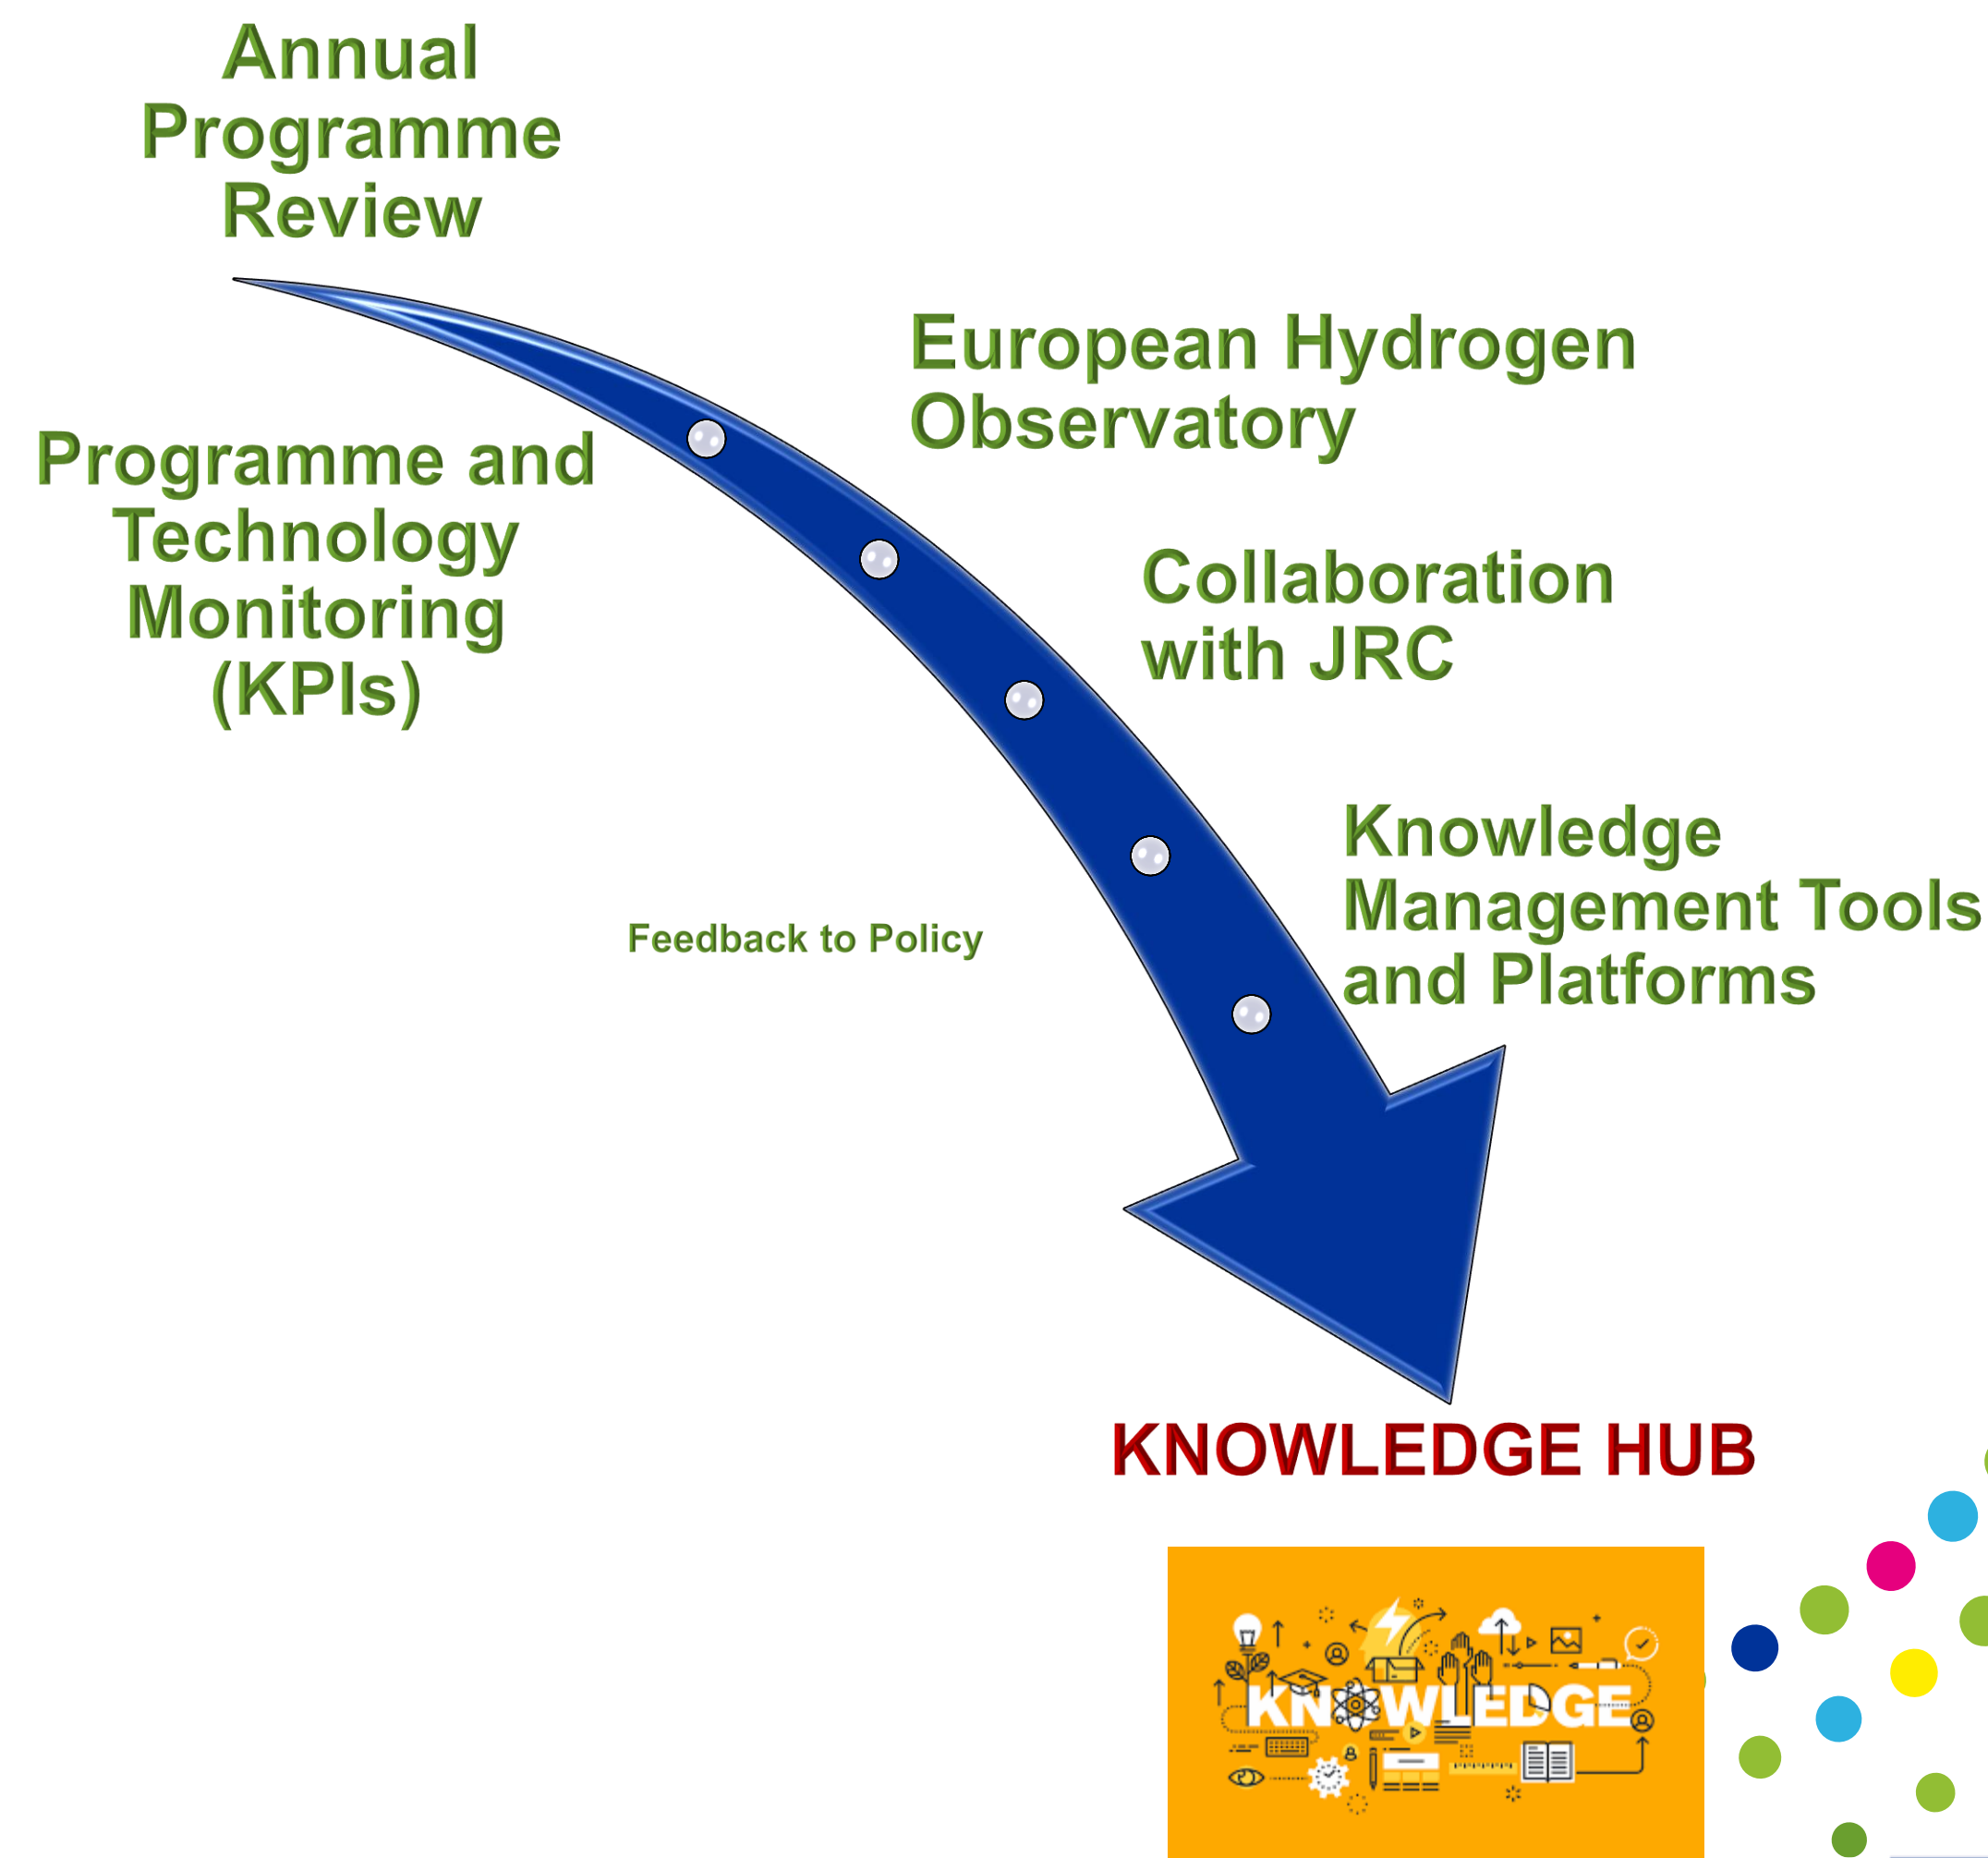 Annual
Programme
Review
European Hydrogen
Observatory
Programme and
Technology
Monitoring
(KPIs)
Collaboration
with JRC
Knowledge
Management Tools
and Platforms
Feedback to Policy
KNOWLEDGE HUB
KNOWLEDGE